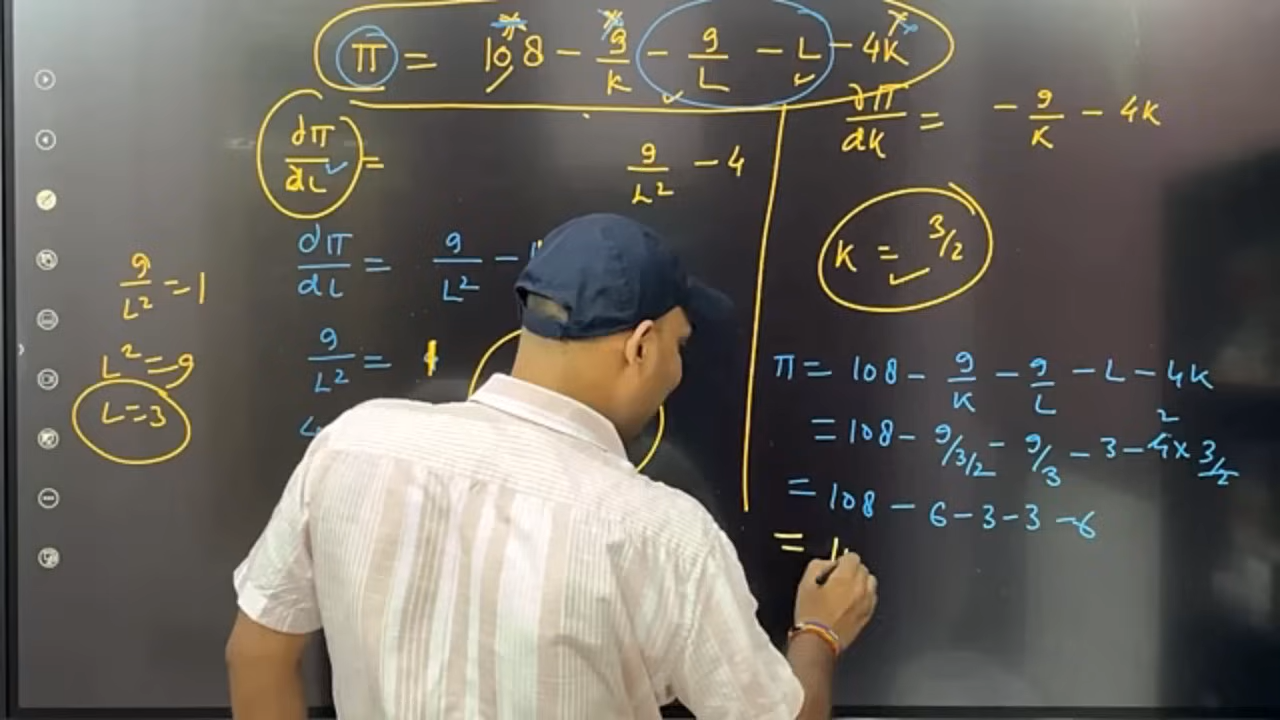 π = 108 - 9/K - 9/L - L - 4K
dπ/dL =
9/L² - 4
dπ/dK = - 9/K - 4K
dπ/dL = 9/L² -
K = 3/2
9/L² = 1
9/L² =
L² = 9
L = 3
π = 108 - 9/K - 9/L - L - 4K
= 108 - 9/3/2 - 9/3 - 3 - 4 × 3/2
2
= 108 - 6 - 3 - 3 - 6
=